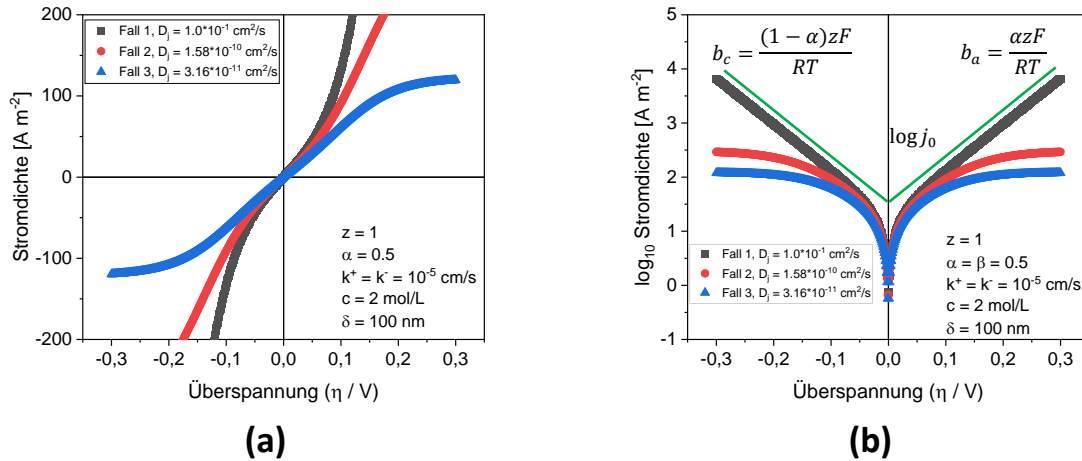 Fall 1, Dj = 1.0*10⁻¹ cm²/s
Fall 2, Dj = 1.58*10⁻¹⁰ cm²/s
Fall 3, Dj = 3.16*10⁻¹¹ cm²/s
200
100
0
-100
-200
Stromdichte [A m⁻²]
z = 1
α = 0.5
k⁺ = k⁻ = 10⁻⁵ cm/s
c = 2 mol/L
δ = 100 nm
-0,3 -0,2 -0,1 0,0 0,1 0,2 0,3
Überspannung (η / V)
(a)
bc = (1 − α)zF / RT
ba = αzF / RT
log j0
5
4
3
2
1
0
-1
log₁₀ Stromdichte [A m⁻²]
Fall 1, Dj = 1.0*10⁻¹ cm²/s
Fall 2, Dj = 1.58*10⁻¹⁰ cm²/s
Fall 3, Dj = 3.16*10⁻¹¹ cm²/s
z = 1
α = β = 0.5
k⁺ = k⁻ = 10⁻⁵ cm/s
c = 2 mol/L
δ = 100 nm
-0,3 -0,2 -0,1 0,0 0,1 0,2 0,3
Überspannung (η / V)
(b)